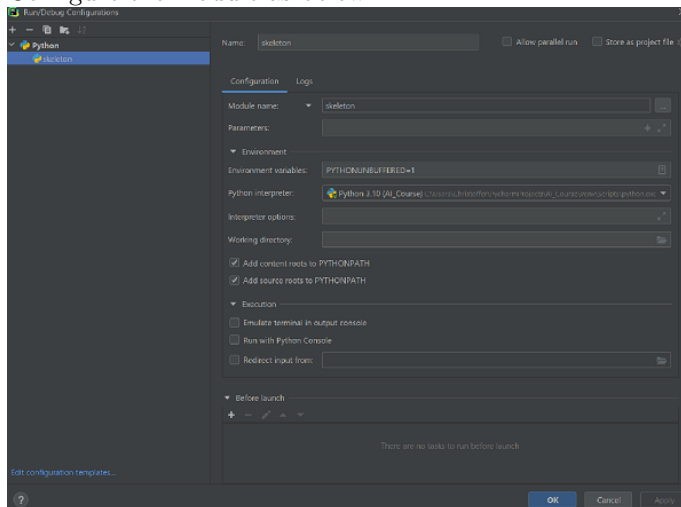 Run/Debug Configurations
Python
skeleton
Name: skeleton
Allow parallel run
Store as project file
Configuration Logs
Module name: skeleton
...
Parameters:
Environment
Environment variables: PYTHONUNBUFFERED=1
Python interpreter: Python 3.10 (AI_Course)
Interpreter options:
Working directory:
Add content roots to PYTHONPATH
Add source roots to PYTHONPATH
Execution
Emulate terminal in output console
Run with Python Console
Redirect input from:
Before launch
There are no tasks to run before launch
Edit configuration templates...
? OK Cancel Apply